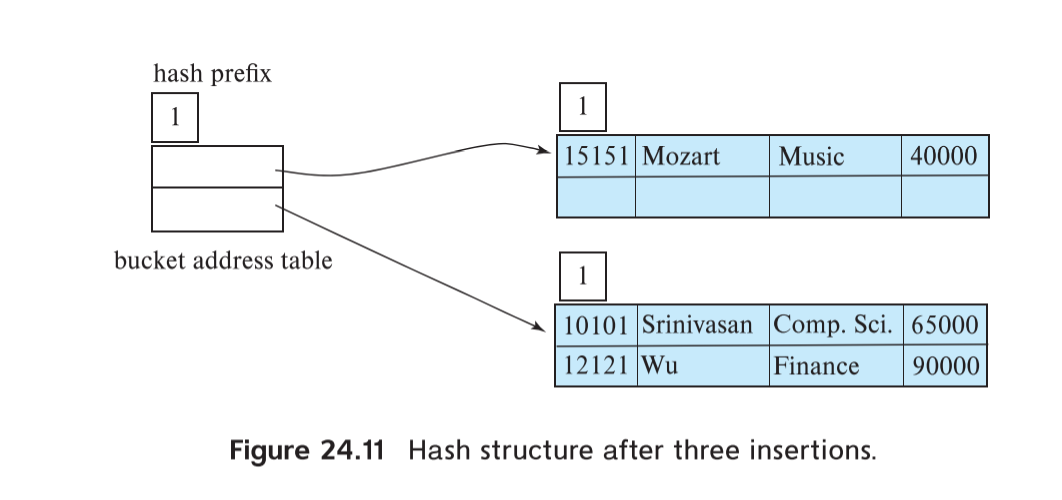 hash prefix
1
bucket address table
1
15151 Mozart Music 40000
1
10101 Srinivasan Comp. Sci. 65000
12121 Wu Finance 90000
Figure 24.11 Hash structure after three insertions.